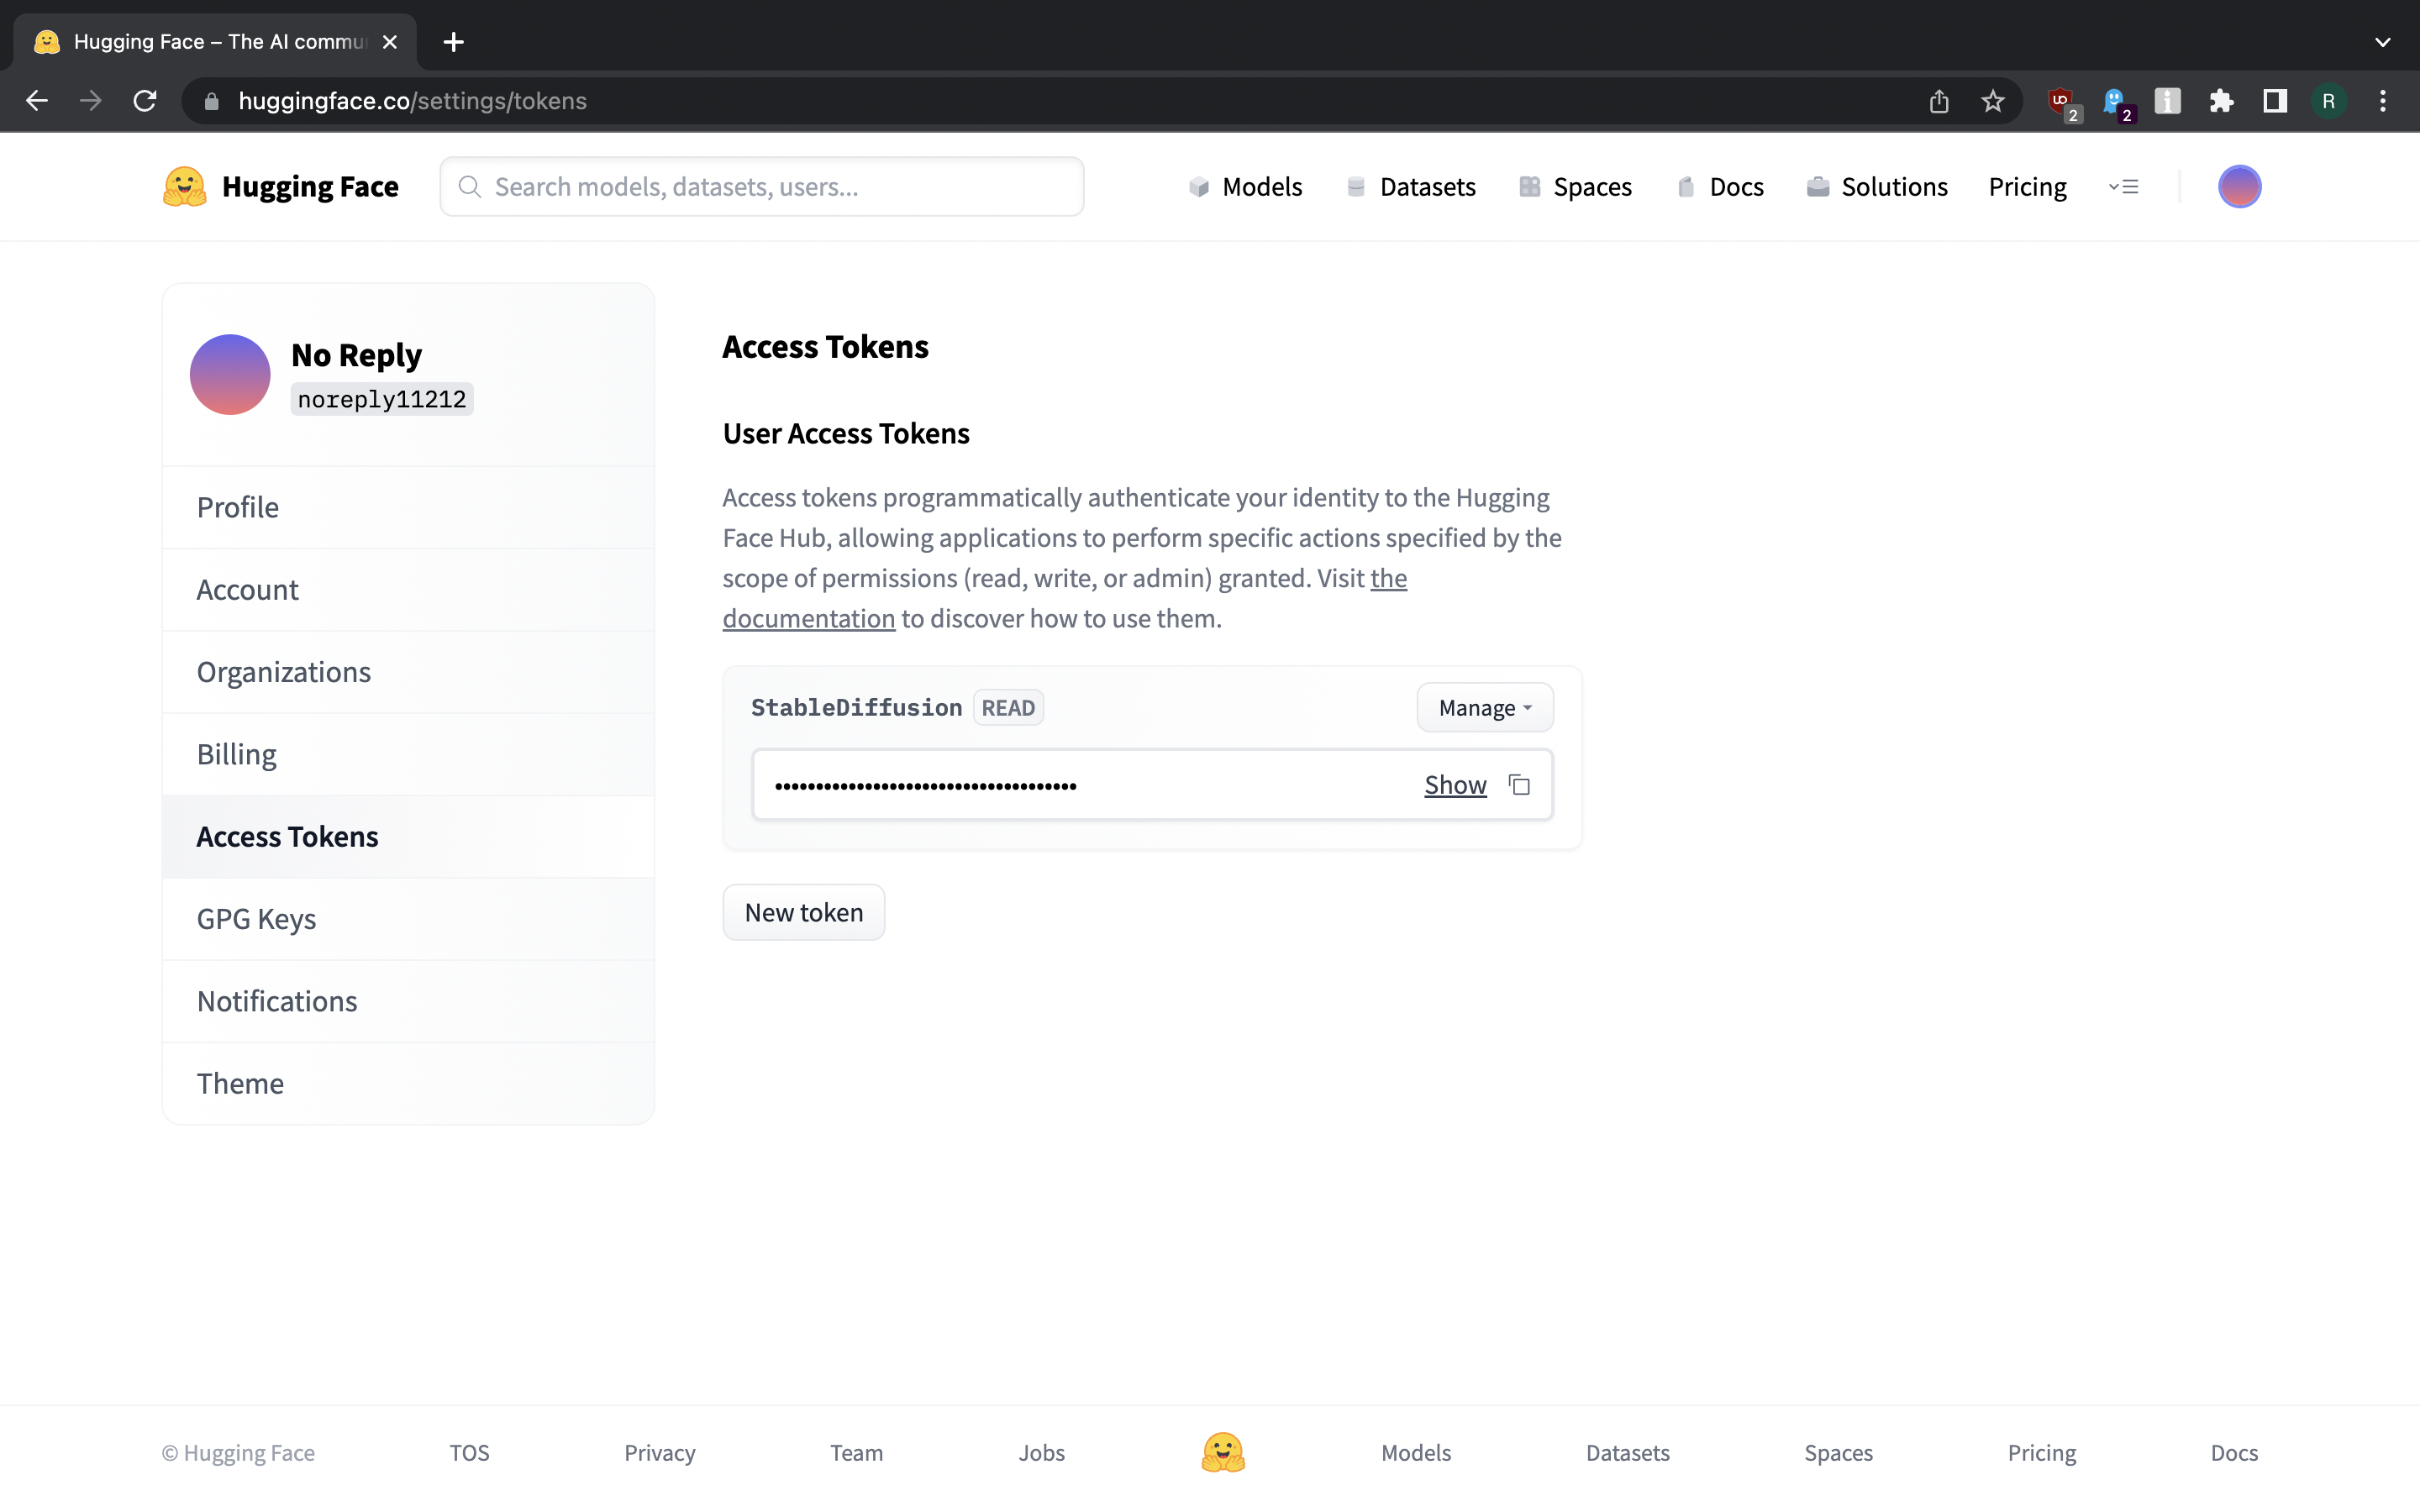 Hugging Face – The AI commu
huggingface.co/settings/tokens
2
2
R
Hugging Face
Search models, datasets, users...
Models
Datasets
Spaces
Docs
Solutions
Pricing
No Reply
noreply11212
Profile
Account
Organizations
Billing
Access Tokens
GPG Keys
Notifications
Theme
Access Tokens
User Access Tokens
Access tokens programmatically authenticate your identity to the Hugging
Face Hub, allowing applications to perform specific actions specified by the
scope of permissions (read, write, or admin) granted. Visit the
documentation to discover how to use them.
StableDiffusion READ
Manage
•••••••••••••••••••••••••••••••••••••
Show
New token
© Hugging Face
TOS
Privacy
Team
Jobs
Models
Datasets
Spaces
Pricing
Docs